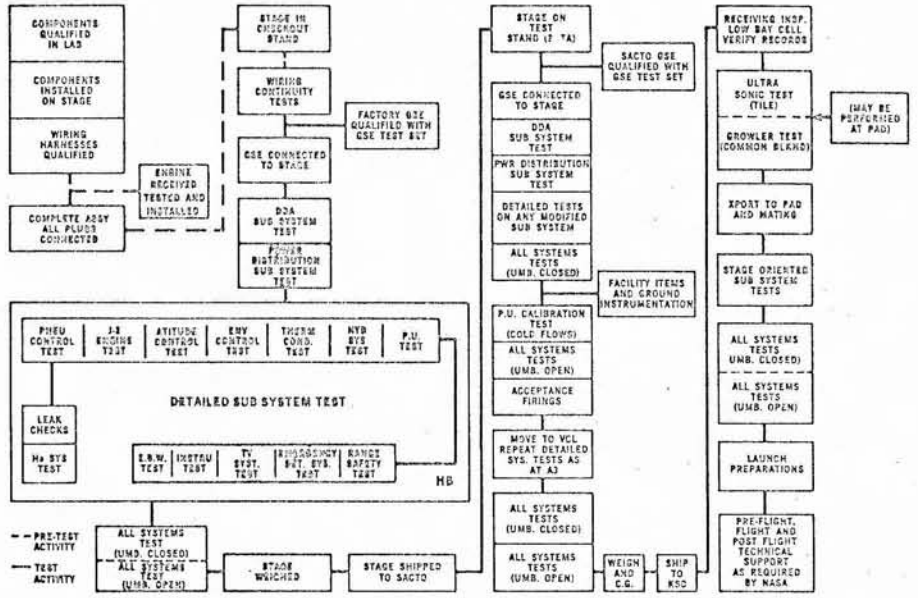 COMPONENTS
QUALIFIED
IN LAB
COMPONENTS
INSTALLED
ON STAGE
WIRING
HARNESSES
QUALIFIED
ENGINE
RECEIVED
TESTED AND
INSTALLED
COMPLETE ASSY
ALL PLUGS
CONNECTED
STAGE IN
CHECKOUT
STAND
WIRING
CONTINUITY
TESTS
FACTORY GSE
QUALIFIED WITH
GSE TEST SET
GSE CONNECTED
TO STAGE
DDA
SUB SYSTEM
TEST
POWER
DISTRIBUTION
SUB SYSTEM
TEST
PNEU
CONTROL
TEST
J-2
ENGINE
TEST
ATITUDE
CONTROL
TEST
ENV
CONTROL
TEST
THERM
COND.
TEST
HYD
SYS
TEST
P.U.
TEST
DETAILED SUB SYSTEM TEST
LEAK
CHECKS
He SYS
TEST
E.B.W.
TEST
INSTRU
TEST
TV
SYST.
TEST
EMERGENCY
DET. SYS.
TEST
RANGE
SAFETY
TEST
HB
PRE-TEST
ACTIVITY
TEST
ACTIVITY
ALL SYSTEMS
TEST
(UMB. CLOSED)
ALL SYSTEMS
TEST
(UMB. OPEN)
STAGE
WEIGHED
STAGE SHIPPED
TO SACTO
STAGE ON
TEST
STAND
SACTO GSE
QUALIFIED WITH
GSE TEST SET
GSE CONNECTED
TO STAGE
DDA
SUB SYSTEM
TEST
PWR DISTRIBUTION
SUB SYSTEM
TEST
DETAILED TESTS
ON ANY MODIFIED
SUB SYSTEM
ALL SYSTEMS
TESTS
(UMB. CLOSED)
FACILITY ITEMS
AND GROUND
INSTRUMENTATION
P.U. CALIBRATION
TEST
(COLD FLOWS)
ALL SYSTEMS
TESTS
(UMB. OPEN)
ACCEPTANCE
FIRINGS
MOVE TO VCL
REPEAT DETAILED
SYS. TESTS AS
AT A3
ALL SYSTEMS
TESTS
(UMB. CLOSED)
ALL SYSTEMS
TESTS
(UMB. OPEN)
WEIGH
AND
C.G.
SHIP
TO
KSC
RECEIVING INSP.
LOW BAY CELL
VERIFY RECORDS
ULTRA
SONIC TEST
(TILE)
GROWLER TEST
(COMMON BLKHD)
(MAY BE
PERFORMED
AT PAD)
XPORT TO PAD
AND MATING
STAGE ORIENTED
SUB SYSTEM
TESTS
ALL SYSTEMS
TESTS
(UMB. CLOSED)
ALL SYSTEMS
TESTS
(UMB. OPEN)
LAUNCH
PREPARATIONS
PRE-FLIGHT,
FLIGHT AND
POST FLIGHT
TECHNICAL
SUPPORT
AS REQUIRED
BY NASA